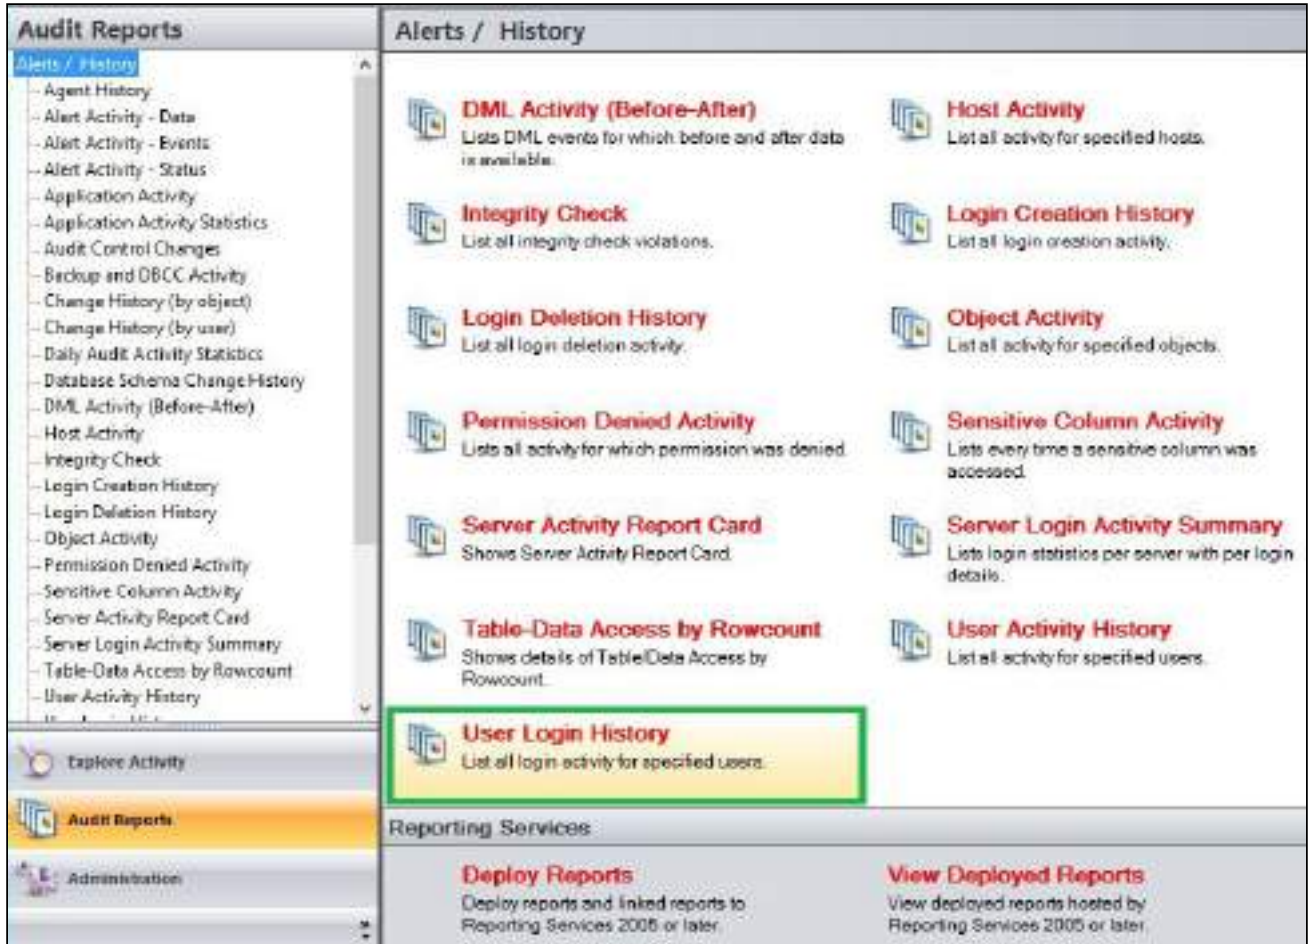 Audit Reports
Alerts / History
Agent History
Alert Activity - Data
Alert Activity - Events
Alert Activity - Status
Application Activity
Application Activity Statistics
Audit Control Changes
Backup and DBCC Activity
Change History (by object)
Change History (by user)
Daily Audit Activity Statistics
Database Schema Change History
DML Activity (Before-After)
Host Activity
Integrity Check
Login Creation History
Login Deletion History
Object Activity
Permission Denied Activity
Sensitive Column Activity
Server Activity Report Card
Server Login Activity Summary
Table-Data Access by Rowcount
User Activity History
Explore Activity
Audit Reports
Administration
Alerts / History
DML Activity (Before-After)
Lists DML events for which before and after data
is available.
Host Activity
List all activity for specified hosts.
Integrity Check
List all integrity check violations.
Login Creation History
List all login creation activity.
Login Deletion History
List all login deletion activity.
Object Activity
List all activity for specified objects.
Permission Denied Activity
Lists all activity for which permission was denied.
Sensitive Column Activity
Lists every time a sensitive column was
accessed.
Server Activity Report Card
Shows Server Activity Report Card.
Server Login Activity Summary
Lists login statistics per server with per login
details.
Table-Data Access by Rowcount
Shows details of Table/Data Access by
Rowcount.
User Activity History
List all activity for specified users.
User Login History
List all login activity for specified users.
Reporting Services
Deploy Reports
Deploy reports and linked reports to
Reporting Services 2005 or later.
View Deployed Reports
View deployed reports hosted by
Reporting Services 2005 or later.